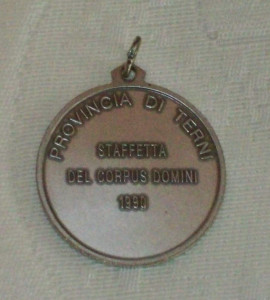 PROVINCIA DI TERNI
STAFFETTA
DEL CORPUS DOMINI
1990